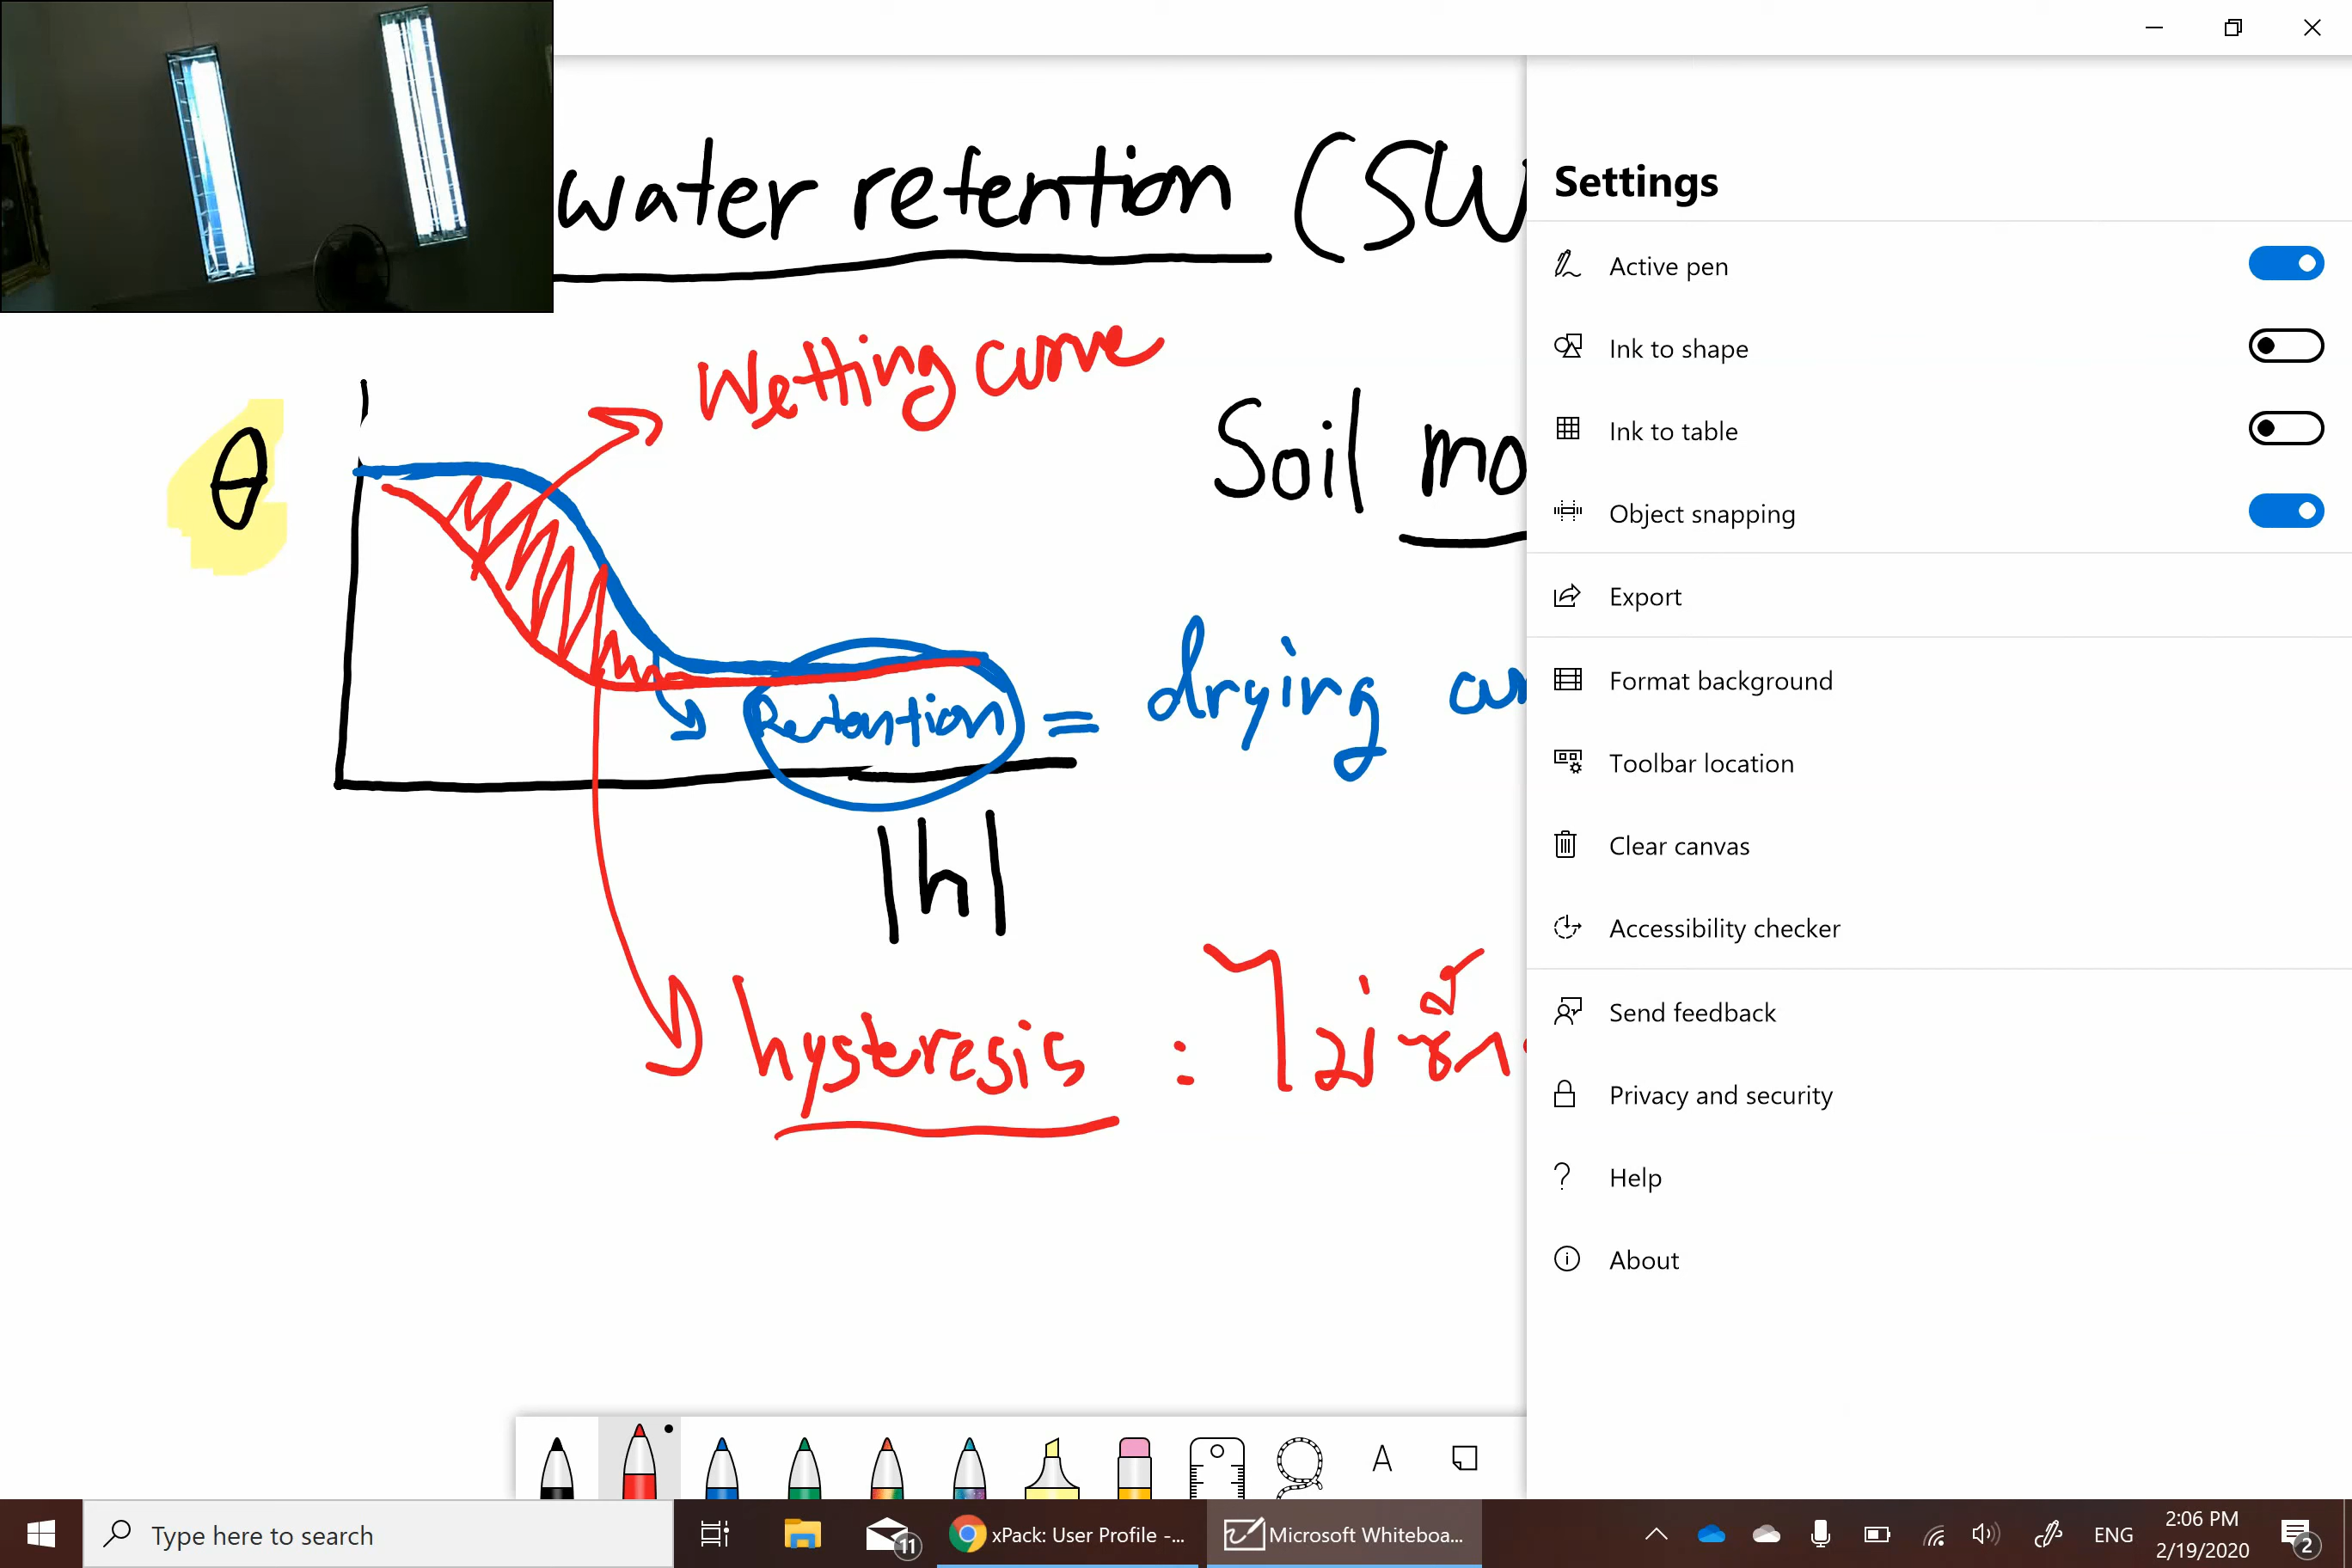 water retention (SW
Wetting curve
θ
Soil mo
Retention = drying cur
|h|
hysteresis : ไม่ซ้ำ
Settings
Active pen
Ink to shape
Ink to table
Object snapping
Export
Format background
Toolbar location
Clear canvas
Accessibility checker
Send feedback
Privacy and security
Help
About
A
Type here to search
11
xPack: User Profile -...
Microsoft Whiteboa...
ENG
2:06 PM
2/19/2020
2